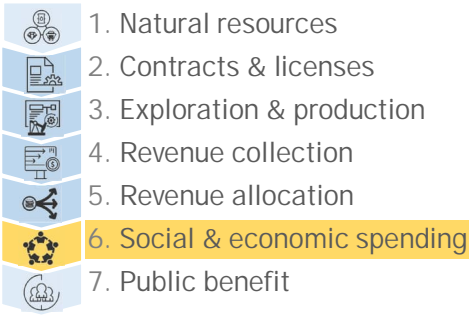 1. Natural resources
2. Contracts & licenses
3. Exploration & production
4. Revenue collection
5. Revenue allocation
6. Social & economic spending
7. Public benefit